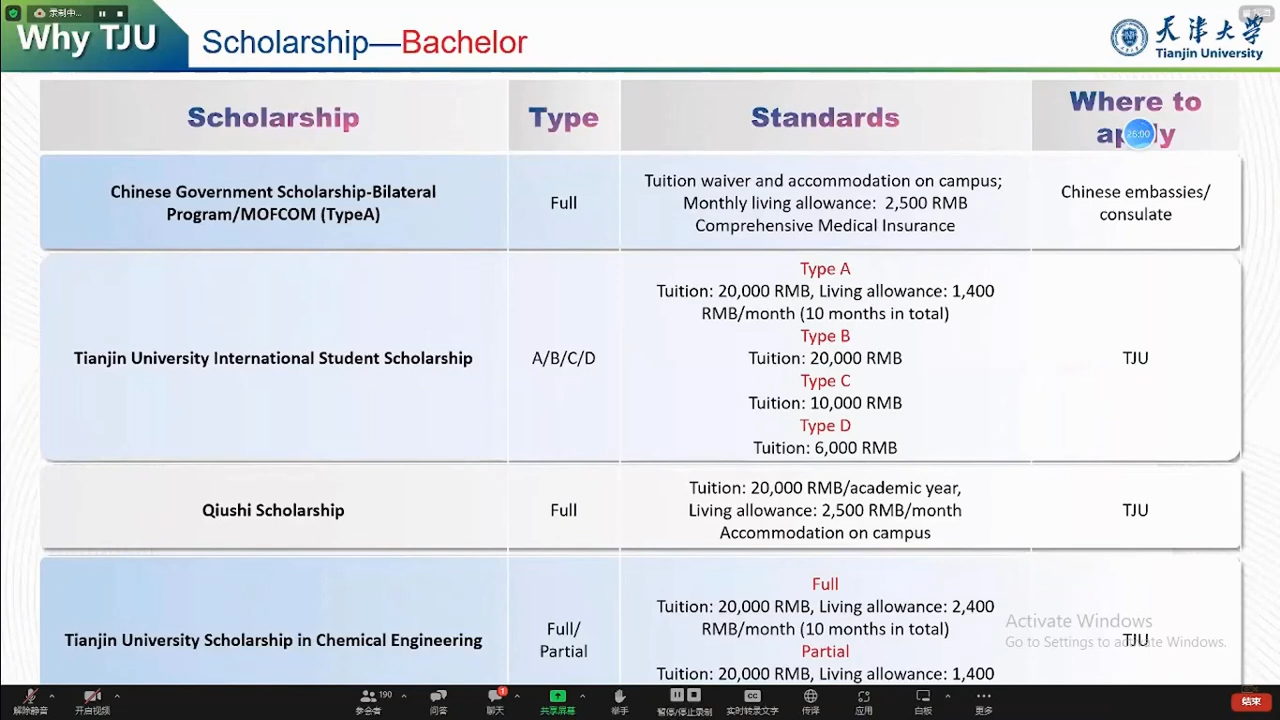 录制中...
Why TJU
Scholarship—Bachelor
天津大学
Tianjin University
Scholarship
Type
Standards
Where to
26:00
Chinese Government Scholarship-Bilateral
Program/MOFCOM (TypeA)
Full
Tuition waiver and accommodation on campus;
Monthly living allowance: 2,500 RMB
Comprehensive Medical Insurance
Chinese embassies/
consulate
Tianjin University International Student Scholarship
A/B/C/D
Type A
Tuition: 20,000 RMB, Living allowance: 1,400
RMB/month (10 months in total)
Type B
Tuition: 20,000 RMB
Type C
Tuition: 10,000 RMB
Type D
Tuition: 6,000 RMB
TJU
Qiushi Scholarship
Full
Tuition: 20,000 RMB/academic year,
Living allowance: 2,500 RMB/month
Accommodation on campus
TJU
Tianjin University Scholarship in Chemical Engineering
Full/
Partial
Full
Tuition: 20,000 RMB, Living allowance: 2,400
RMB/month (10 months in total)
Partial
Tuition: 20,000 RMB, Living allowance: 1,400
TJU
Activate Windows
Go to Settings to activate Windows.
解除静音
开启视频
190
参会者
问答
1
聊天
共享屏幕
举手
暂停/停止录制
CC
实时转录文字
传译
应用
白板
更多
结束